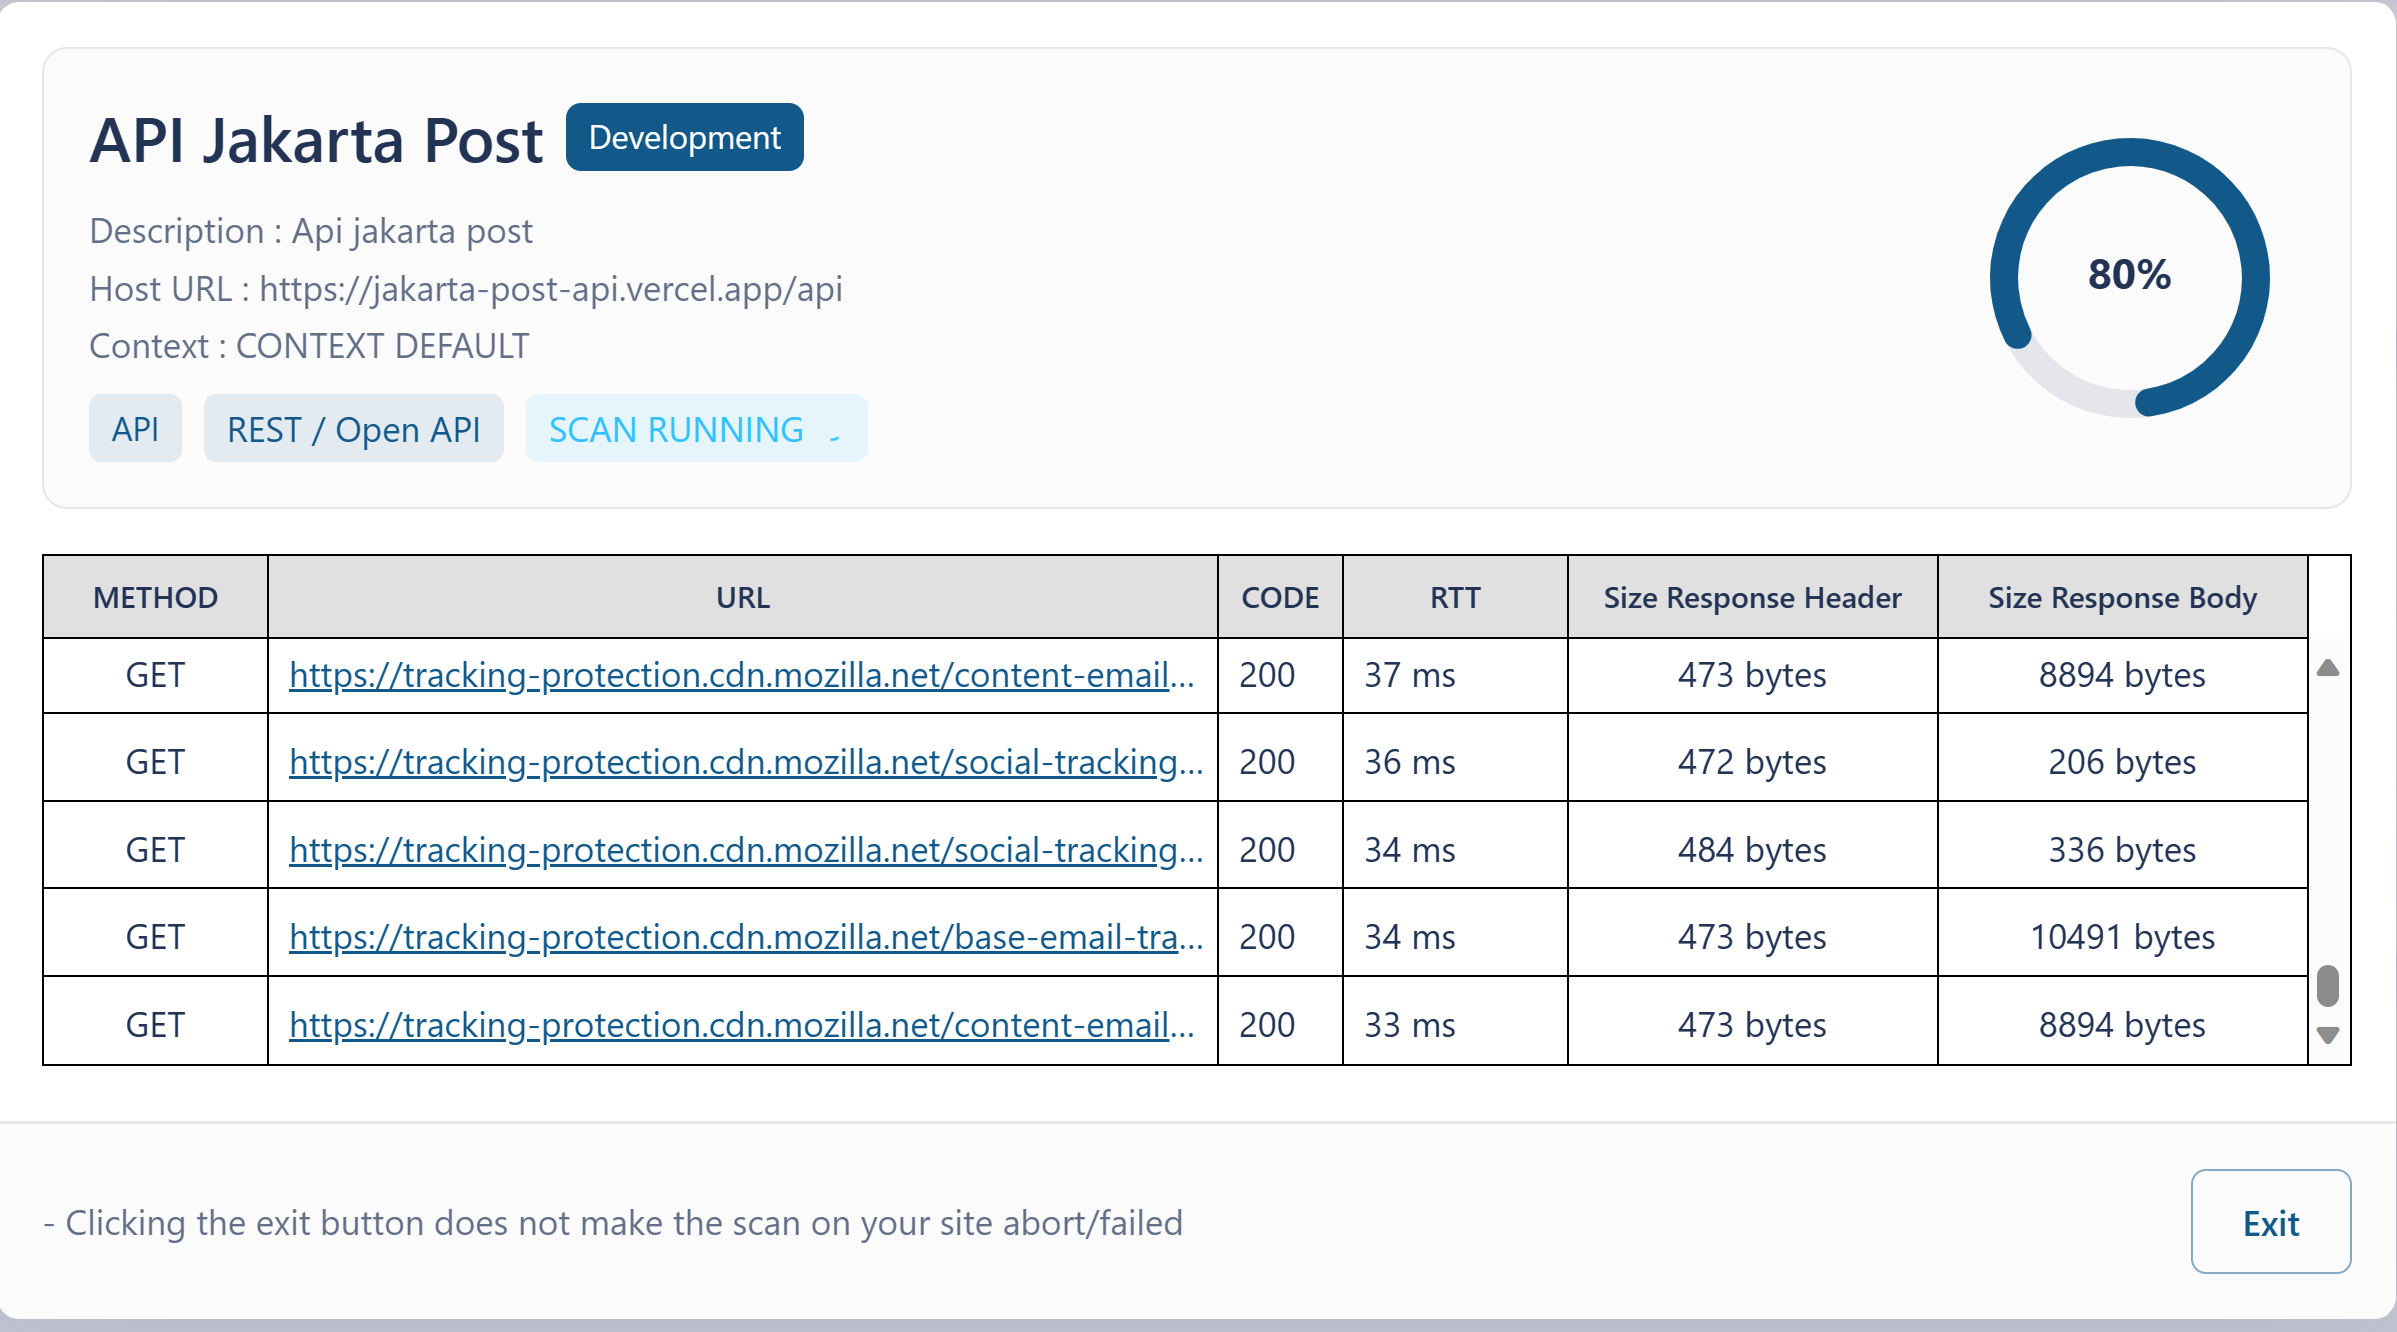 API Jakarta Post Development
Description : Api jakarta post
Host URL : https://jakarta-post-api.vercel.app/api
Context : CONTEXT DEFAULT
API REST / Open API SCAN RUNNING
80%
METHOD URL CODE RTT Size Response Header Size Response Body
GET https://tracking-protection.cdn.mozilla.net/content-email... 200 37 ms 473 bytes 8894 bytes
GET https://tracking-protection.cdn.mozilla.net/social-tracking... 200 36 ms 472 bytes 206 bytes
GET https://tracking-protection.cdn.mozilla.net/social-tracking... 200 34 ms 484 bytes 336 bytes
GET https://tracking-protection.cdn.mozilla.net/base-email-tra... 200 34 ms 473 bytes 10491 bytes
GET https://tracking-protection.cdn.mozilla.net/content-email... 200 33 ms 473 bytes 8894 bytes
- Clicking the exit button does not make the scan on your site abort/failed
Exit